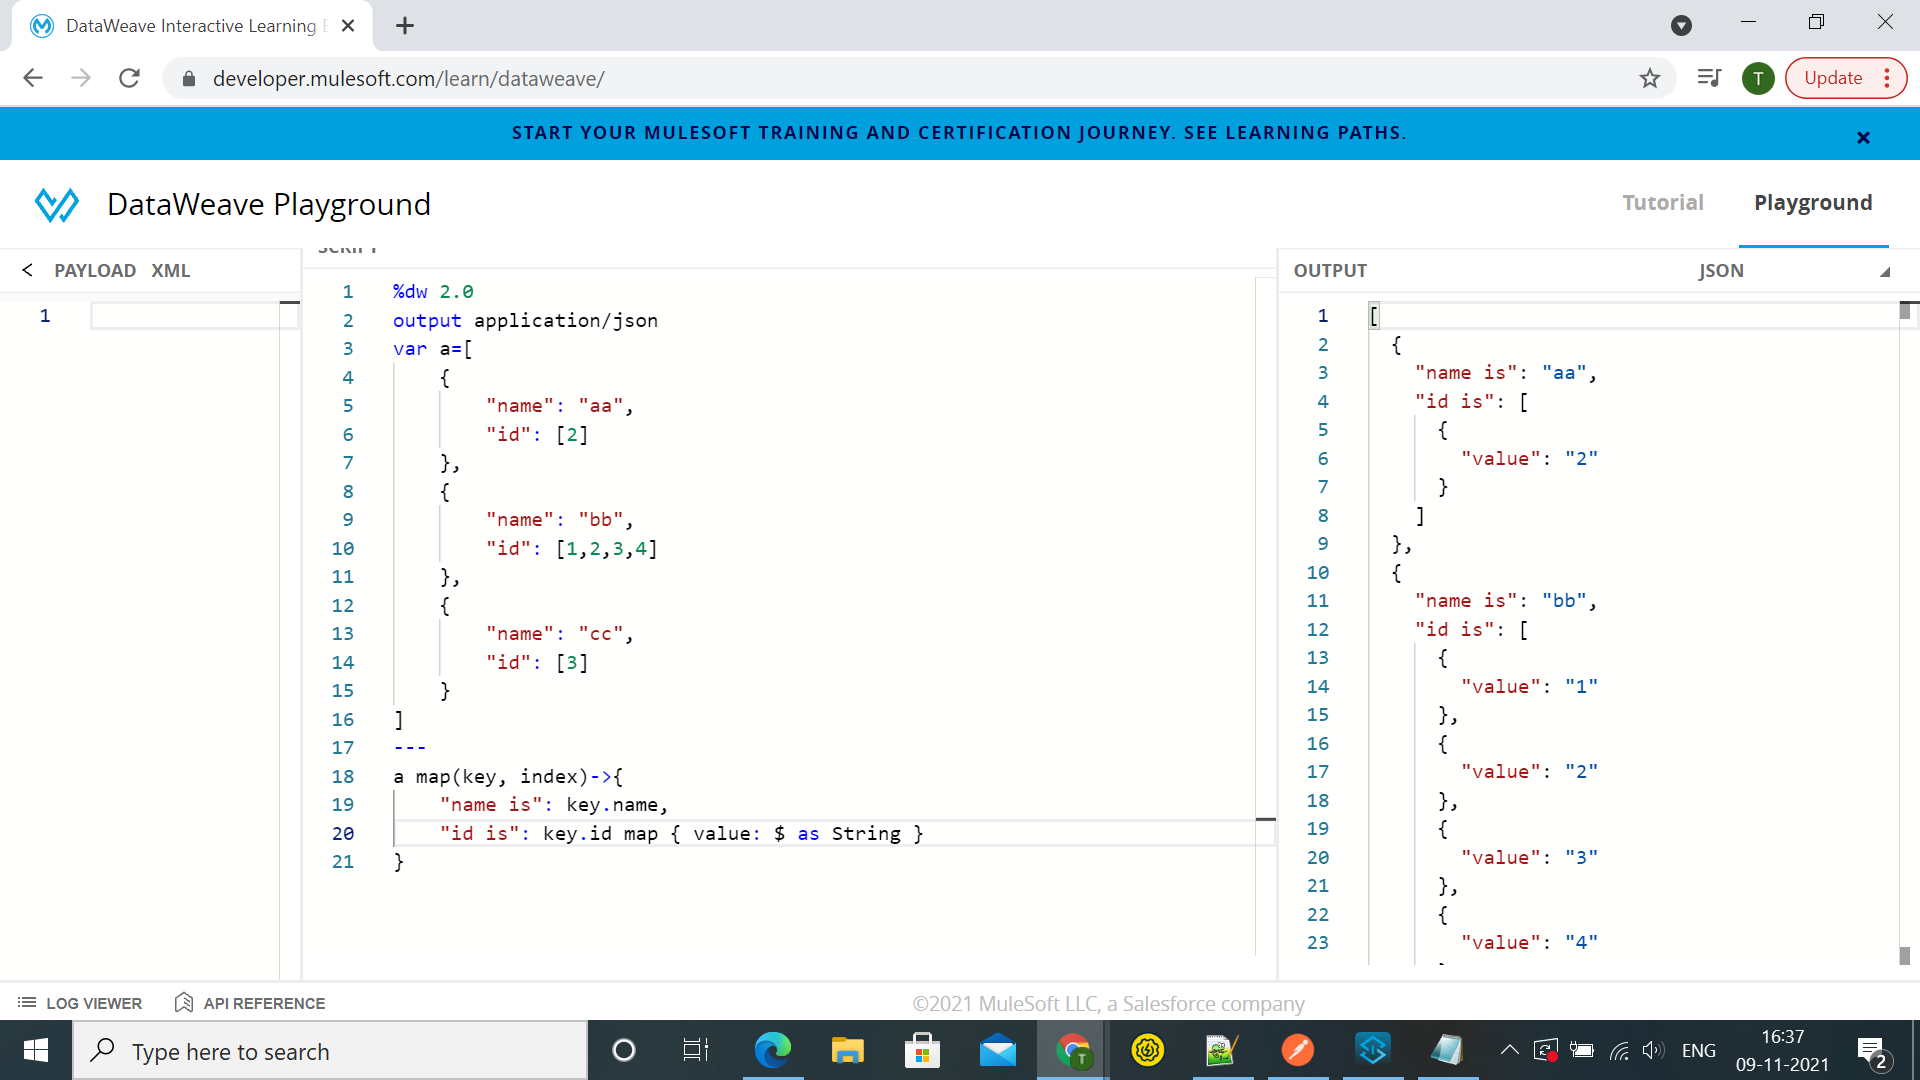 DataWeave Interactive Learning
developer.mulesoft.com/learn/dataweave/
T
Update
START YOUR MULESOFT TRAINING AND CERTIFICATION JOURNEY. SEE LEARNING PATHS.
DataWeave Playground
Tutorial
Playground
PAYLOAD XML
1
SCRIPT
1 %dw 2.0
2 output application/json
3 var a=[
4 {
5 "name": "aa",
6 "id": [2]
7 },
8 {
9 "name": "bb",
10 "id": [1,2,3,4]
11 },
12 {
13 "name": "cc",
14 "id": [3]
15 }
16 ]
17 ---
18 a map(key, index)->{
19 "name is": key.name,
20 "id is": key.id map { value: $ as String }
21 }
OUTPUT JSON
1 [
2 {
3 "name is": "aa",
4 "id is": [
5 {
6 "value": "2"
7 }
8 ]
9 },
10 {
11 "name is": "bb",
12 "id is": [
13 {
14 "value": "1"
15 },
16 {
17 "value": "2"
18 },
19 {
20 "value": "3"
21 },
22 {
23 "value": "4"
LOG VIEWER
API REFERENCE
©2021 MuleSoft LLC, a Salesforce company
Type here to search
T
ENG
16:37
09-11-2021
2